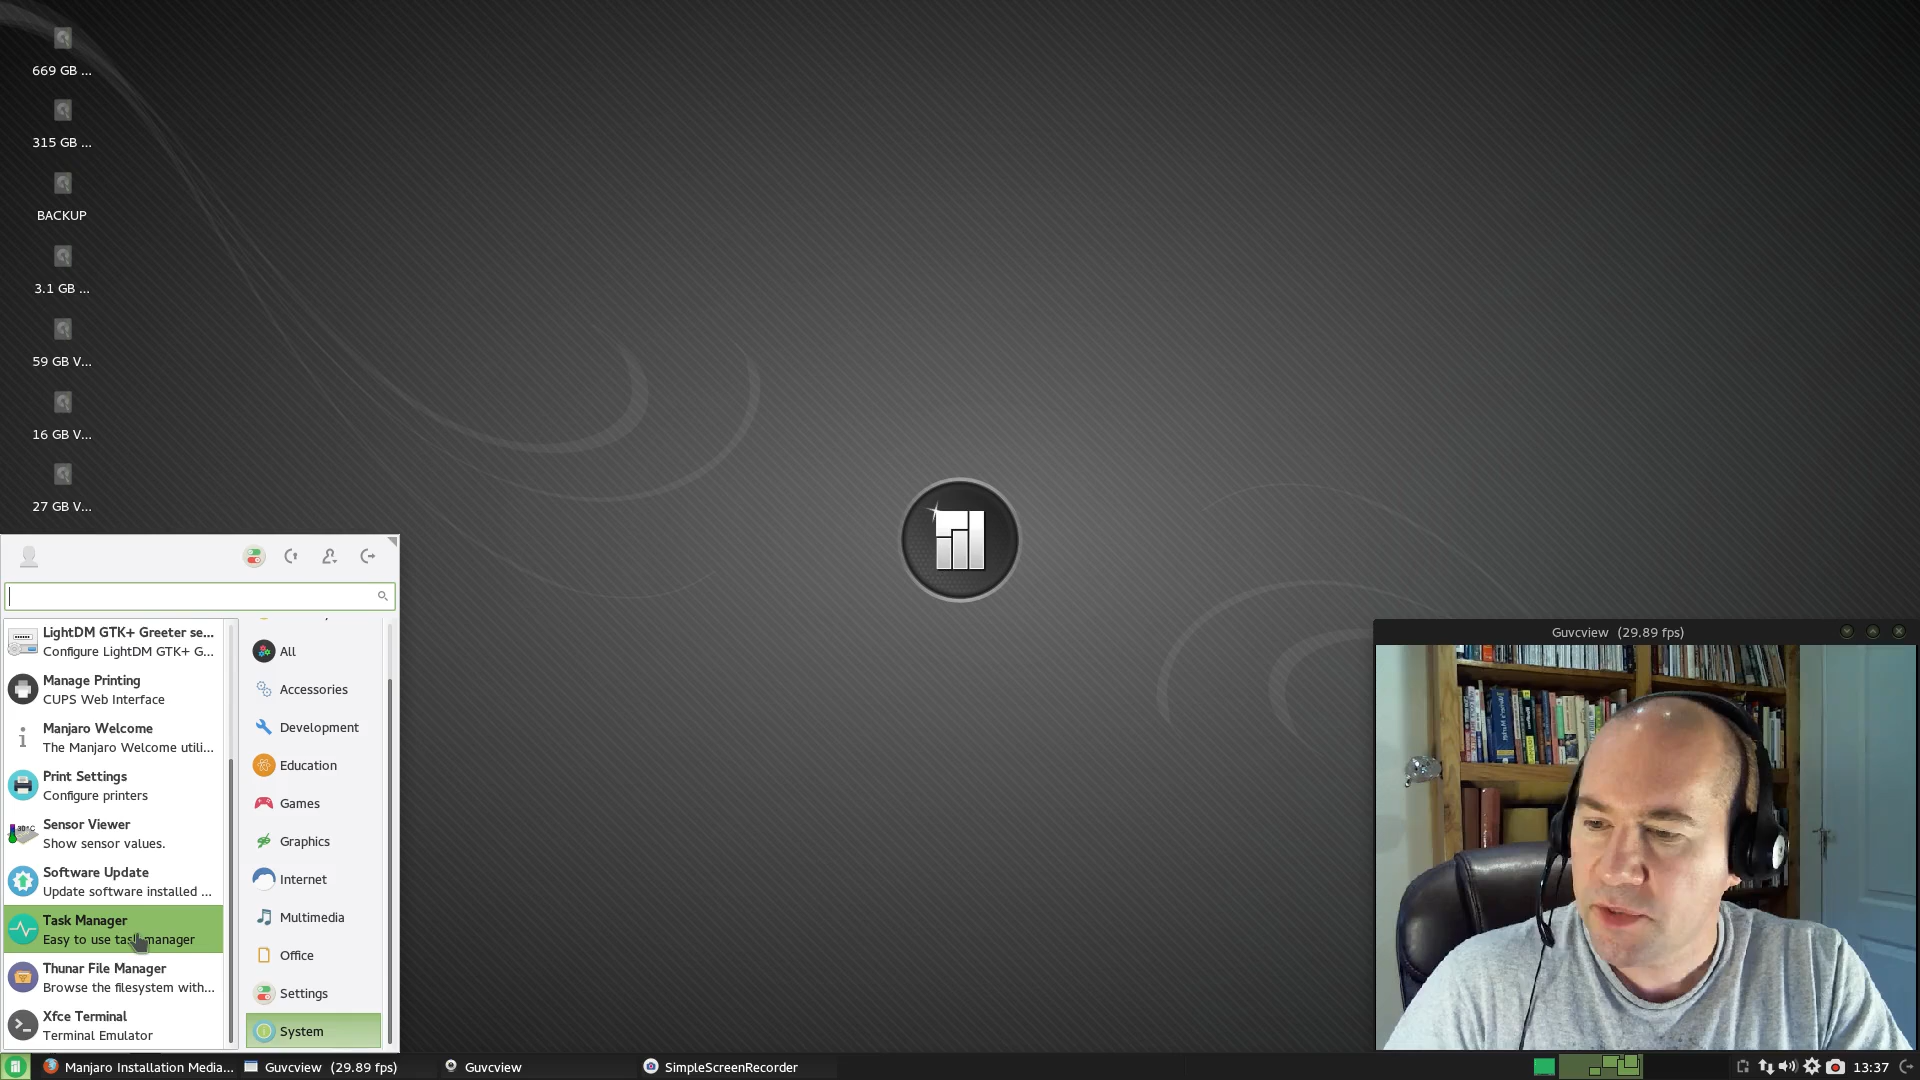 669 GB ...
315 GB ...
BACKUP
3.1 GB ...
59 GB V...
16 GB V...
27 GB V...
LightDM GTK+ Greeter se...
Configure LightDM GTK+ G...
Manage Printing
CUPS Web Interface
Manjaro Welcome
The Manjaro Welcome utili...
Print Settings
Configure printers
Sensor Viewer
Show sensor values.
Software Update
Update software installed ...
Task Manager
Easy to use task manager
Thunar File Manager
Browse the filesystem with...
Xfce Terminal
Terminal Emulator
All
Accessories
Development
Education
Games
Graphics
Internet
Multimedia
Office
Settings
System
Guvcview (29.89 fps)
Manjaro Installation Media...
Guvcview (29.89 fps)
Guvcview
SimpleScreenRecorder
13:37